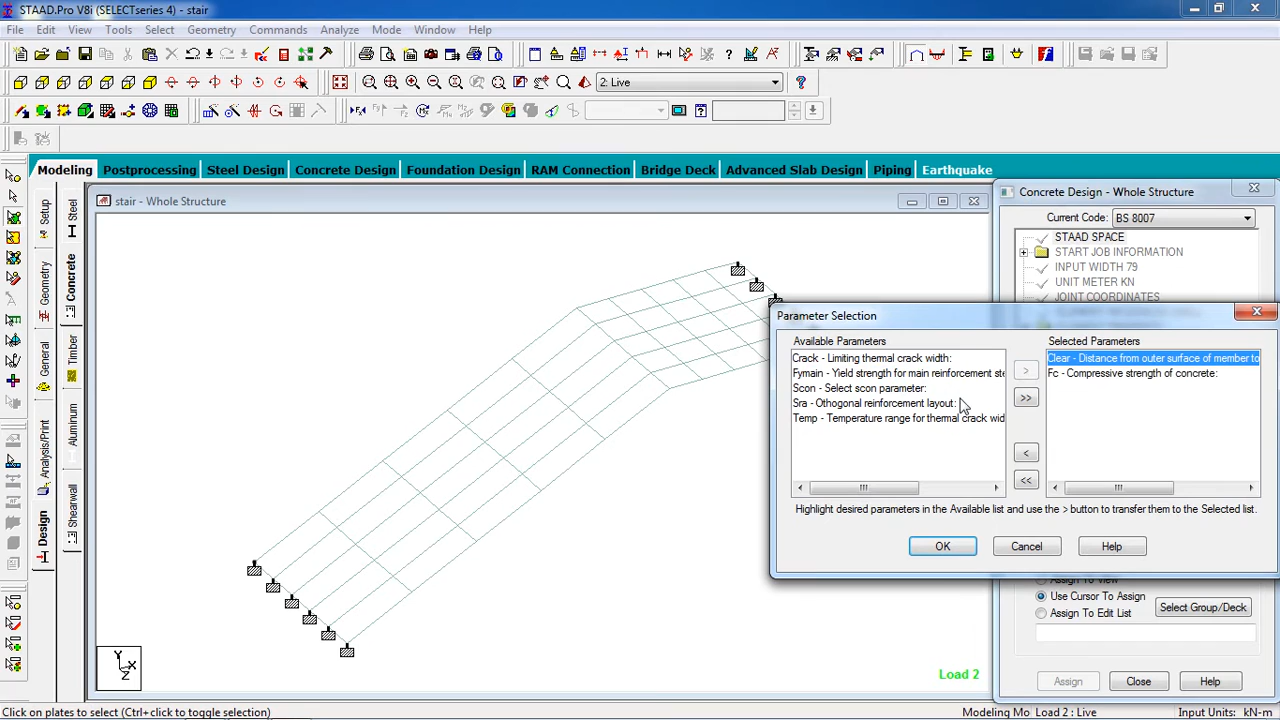 STAAD.Pro V8i (SELECTseries 4) - stair
File Edit View Tools Select Geometry Commands Analyze Mode Window Help
2: Live
Modeling Postprocessing Steel Design Concrete Design Foundation Design RAM Connection Bridge Deck Advanced Slab Design Piping Earthquake
Setup
Geometry
General
Analysis/Print
Design
Steel
Concrete
Timber
Aluminum
Shearwall
stair - Whole Structure
Y
X
Z
Load 2
Concrete Design - Whole Structure
Current Code: BS 8007
STAAD SPACE
START JOB INFORMATION
INPUT WIDTH 79
UNIT METER KN
JOINT COORDINATES
Parameter Selection
Available Parameters
Crack - Limiting thermal crack width:
Fymain - Yield strength for main reinforcement ste
Scon - Select scon parameter:
Sra - Othogonal reinforcement layout:
Temp - Temperature range for thermal crack wid
> >> < <<
Selected Parameters
Clear - Distance from outer surface of member to
Fc - Compressive strength of concrete:
Highlight desired parameters in the Available list and use the > button to transfer them to the Selected list.
OK Cancel Help
Assign To View
Use Cursor To Assign
Assign To Edit List
Select Group/Deck
Assign Close Help
Click on plates to select (Ctrl+click to toggle selection)
Modeling Mo Load 2 : Live Input Units: kN-m